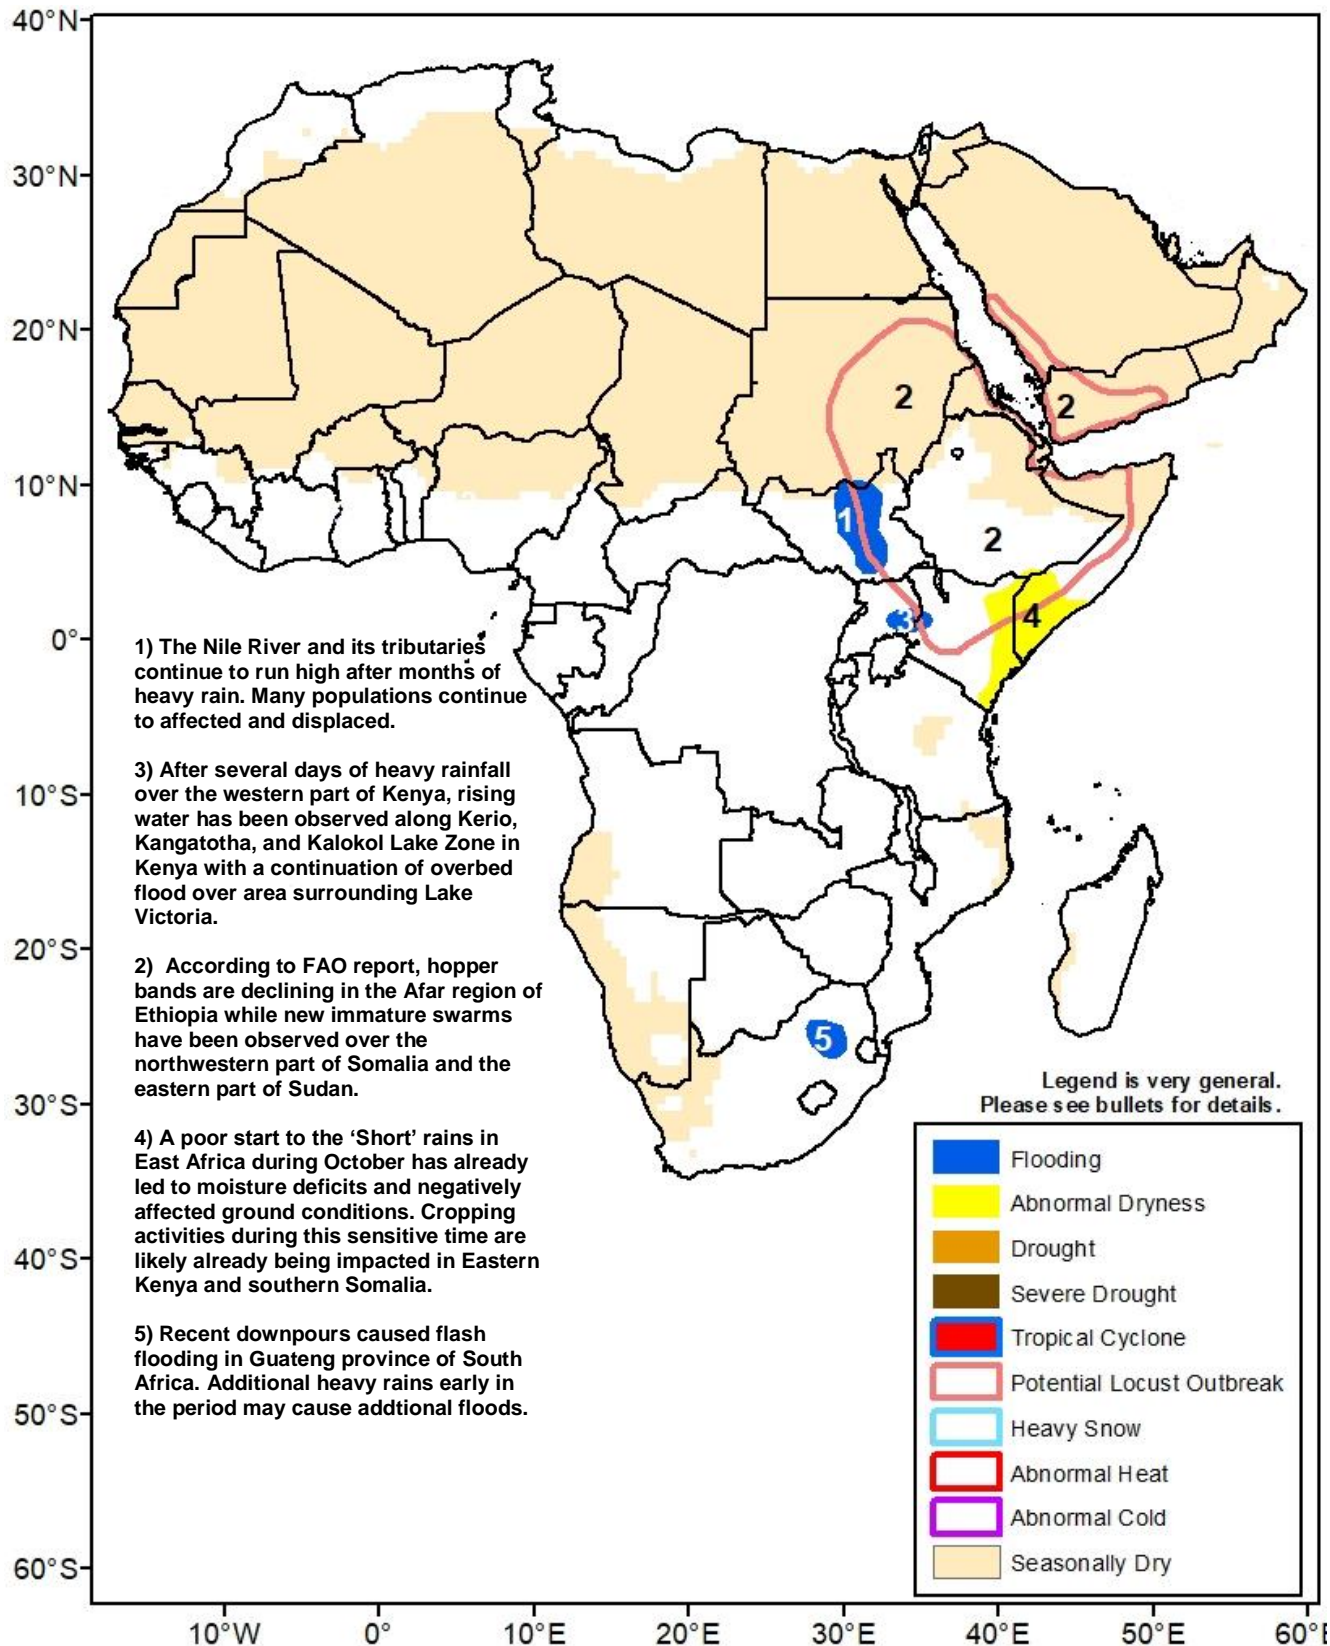 40°N
30°N
20°N
10°N
0°
10°S
20°S
30°S
40°S
50°S
60°S
2
2
1
2
3
4
5
1) The Nile River and its tributaries
continue to run high after months of
heavy rain. Many populations continue
to affected and displaced.
3) After several days of heavy rainfall
over the western part of Kenya, rising
water has been observed along Kerio,
Kangatotha, and Kalokol Lake Zone in
Kenya with a continuation of overbed
flood over area surrounding Lake
Victoria.
2) According to FAO report, hopper
bands are declining in the Afar region of
Ethiopia while new immature swarms
have been observed over the
northwestern part of Somalia and the
eastern part of Sudan.
4) A poor start to the ‘Short’ rains in
East Africa during October has already
led to moisture deficits and negatively
affected ground conditions. Cropping
activities during this sensitive time are
likely already being impacted in Eastern
Kenya and southern Somalia.
5) Recent downpours caused flash
flooding in Guateng province of South
Africa. Additional heavy rains early in
the period may cause addtional floods.
Legend is very general.
Please see bullets for details.
Flooding
Abnormal Dryness
Drought
Severe Drought
Tropical Cyclone
Potential Locust Outbreak
Heavy Snow
Abnormal Heat
Abnormal Cold
Seasonally Dry
10°W
0°
10°E
20°E
30°E
40°E
50°E
60°E